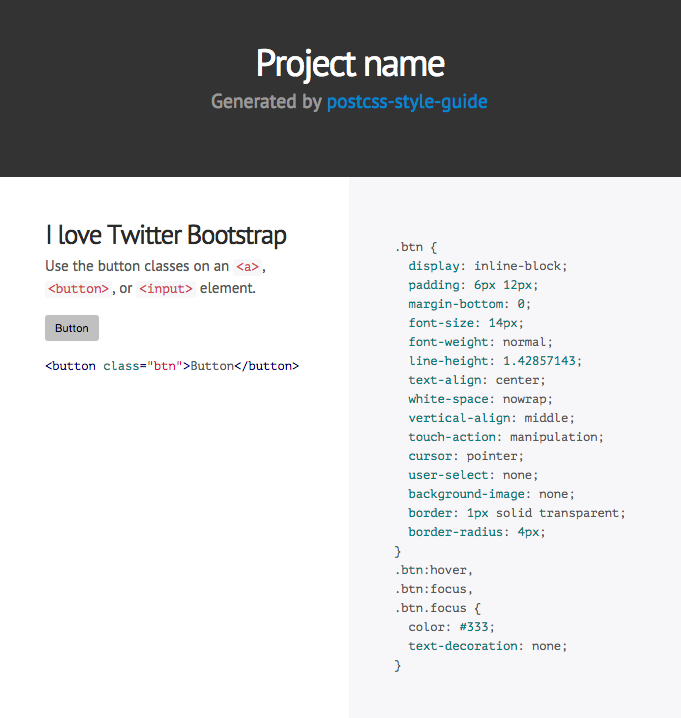 Project name
Generated by postcss-style-guide
I love Twitter Bootstrap
Use the button classes on an <a>,
<button>, or <input> element.
Button
<button class="btn">Button</button>
.btn {
  display: inline-block;
  padding: 6px 12px;
  margin-bottom: 0;
  font-size: 14px;
  font-weight: normal;
  line-height: 1.42857143;
  text-align: center;
  white-space: nowrap;
  vertical-align: middle;
  touch-action: manipulation;
  cursor: pointer;
  user-select: none;
  background-image: none;
  border: 1px solid transparent;
  border-radius: 4px;
}
.btn:hover,
.btn:focus,
.btn.focus {
  color: #333;
  text-decoration: none;
}